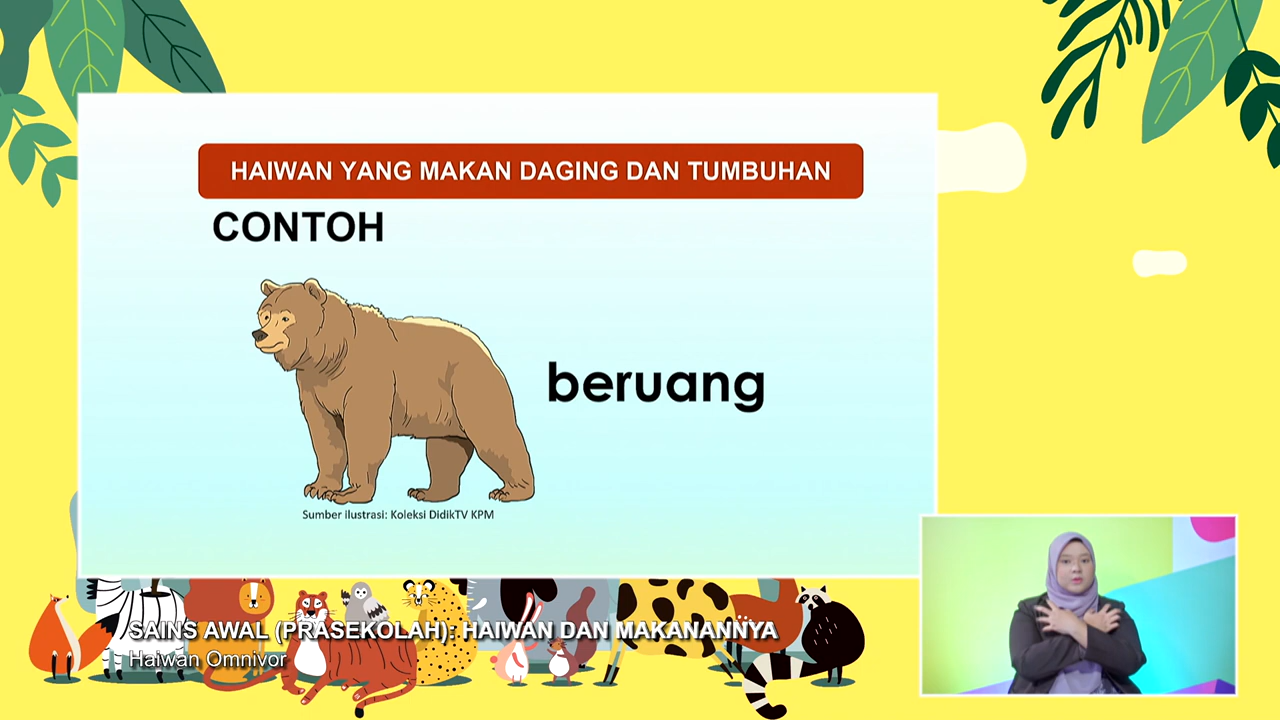 HAIWAN YANG MAKAN DAGING DAN TUMBUHAN
CONTOH
beruang
Sumber ilustrasi: Koleksi DidikTV KPM
SAINS AWAL (PRASEKOLAH): HAIWAN DAN MAKANANNYA
Haiwan Omnivor